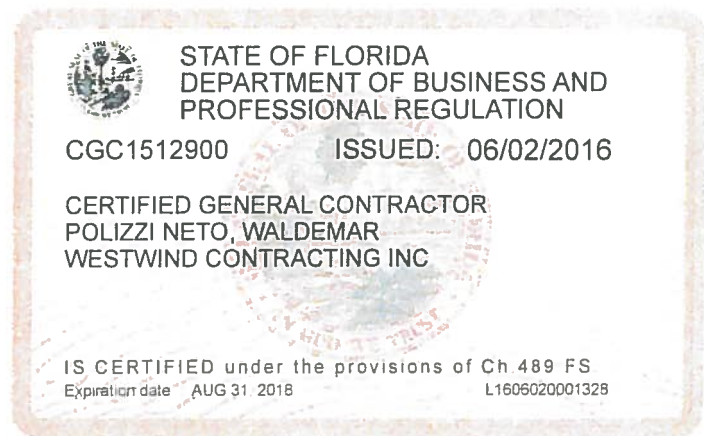 STATE OF FLORIDA
DEPARTMENT OF BUSINESS AND
PROFESSIONAL REGULATION
CGC1512900 ISSUED: 06/02/2016
CERTIFIED GENERAL CONTRACTOR
POLIZZI NETO, WALDEMAR
WESTWIND CONTRACTING INC
IS CERTIFIED under the provisions of Ch.489 FS.
Expiration date AUG 31, 2018 L1606020001328